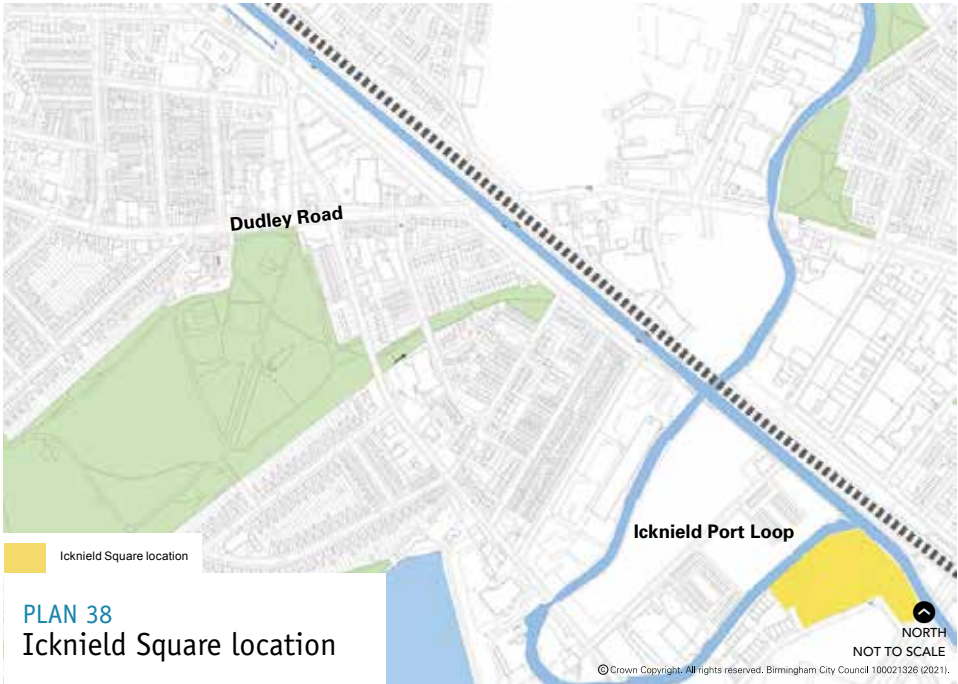 Dudley Road
Icknield Port Loop
Icknield Square location
PLAN 38
Icknield Square location
NORTH
NOT TO SCALE
© Crown Copyright. All rights reserved. Birmingham City Council 100021326 (2021).